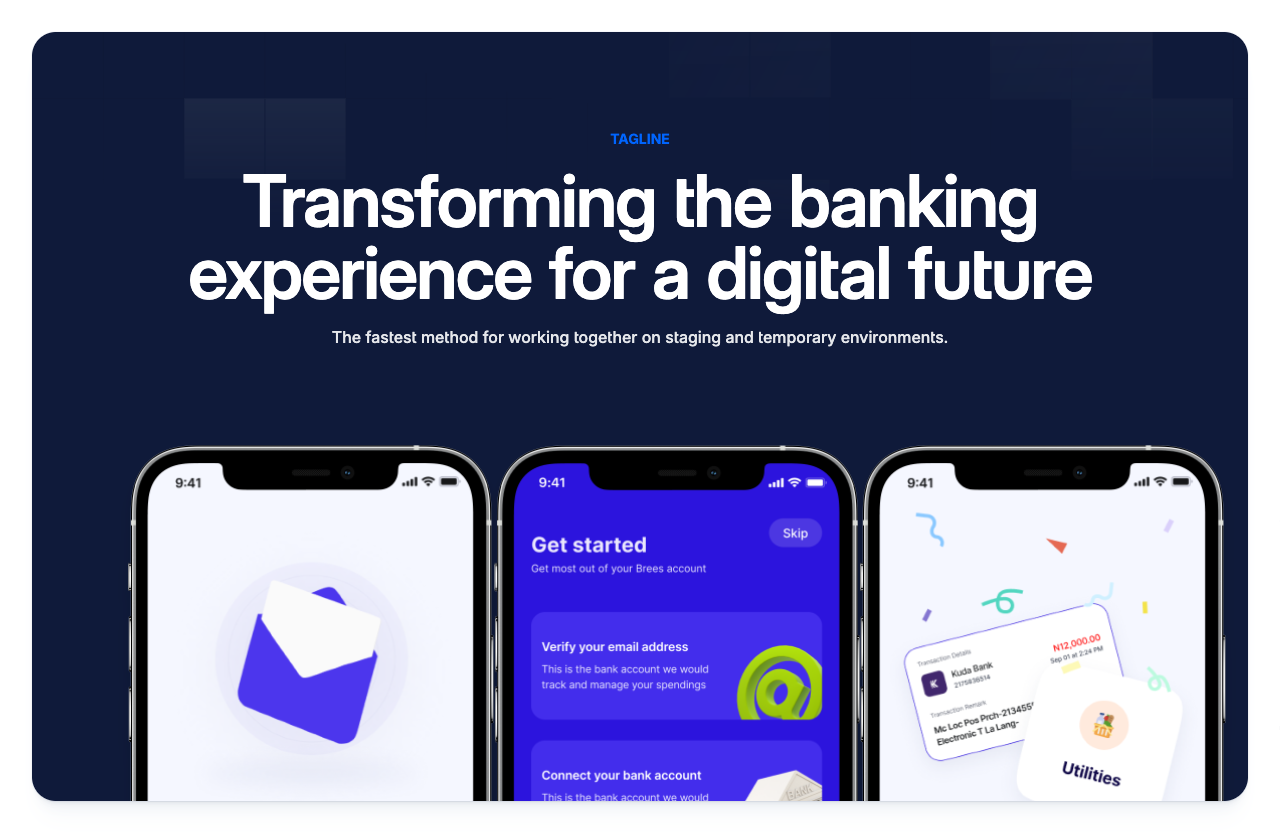 TAGLINE
Transforming the banking
experience for a digital future
The fastest method for working together on staging and temporary environments.
9:41
9:41
Skip
Get started
Get most out of your Brees account
Verify your email address
This is the bank account we would
track and manage your spendings
Connect your bank account
This is the bank account we would
BANK
9:41
Transaction Details
N12,000.00
Sep 01 at 2:24 PM
K
Kuda Bank
2175836514
Transaction Remark
Mc Loc Pos Prch-213455
Electronic T La Lang-
Utilities